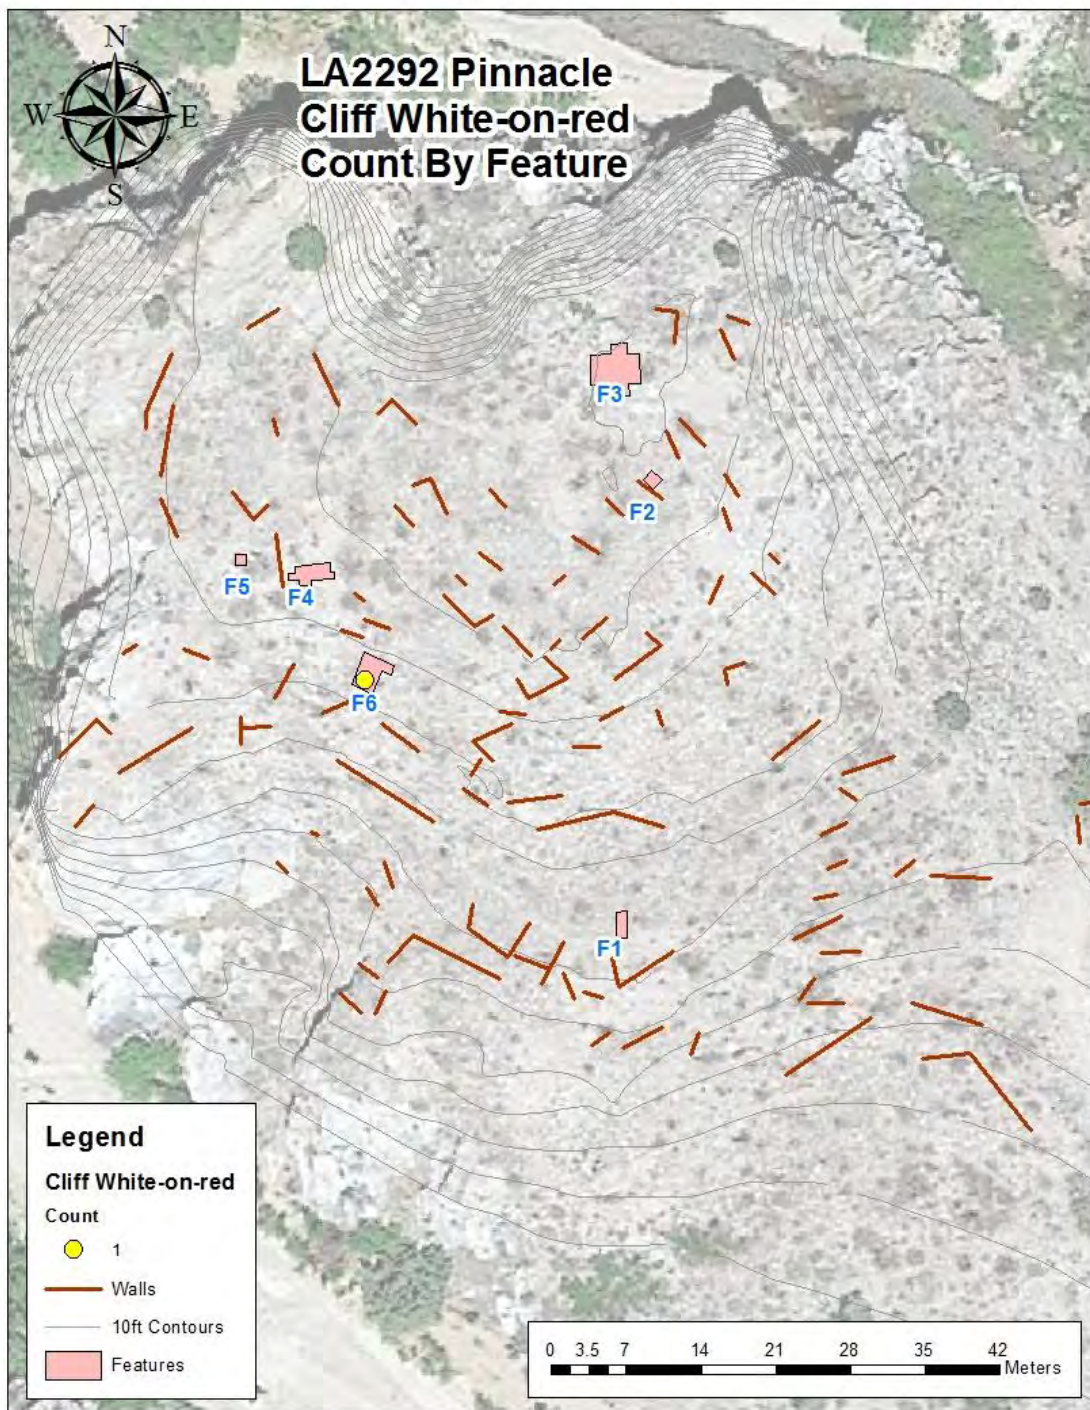 N
W
E
S
LA2292 Pinnacle
Cliff White-on-red
Count By Feature
F3
F2
F5
F4
F6
F1
Legend
Cliff White-on-red
Count
1
Walls
10ft Contours
Features
0 3.5 7 14 21 28 35 42
Meters